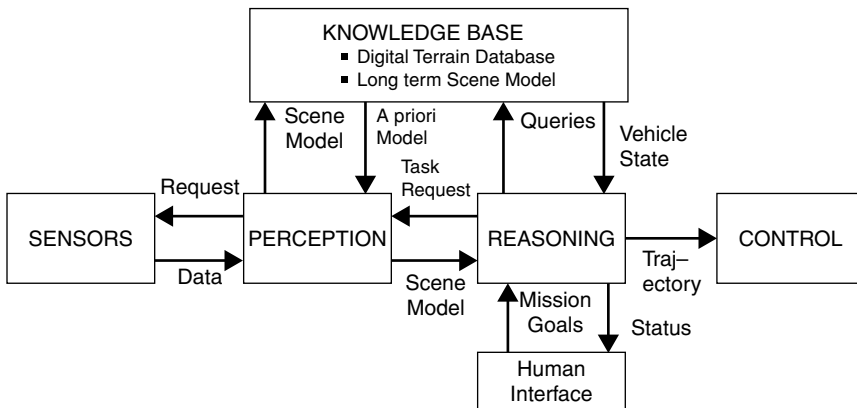 KNOWLEDGE BASE
▪ Digital Terrain Database
▪ Long term Scene Model
Scene
Model
A priori
Model
Queries
Vehicle
State
Request
Task
Request
SENSORS
PERCEPTION
REASONING
CONTROL
Data
Scene
Model
Traj–
ectory
Mission
Goals
Status
Human
Interface